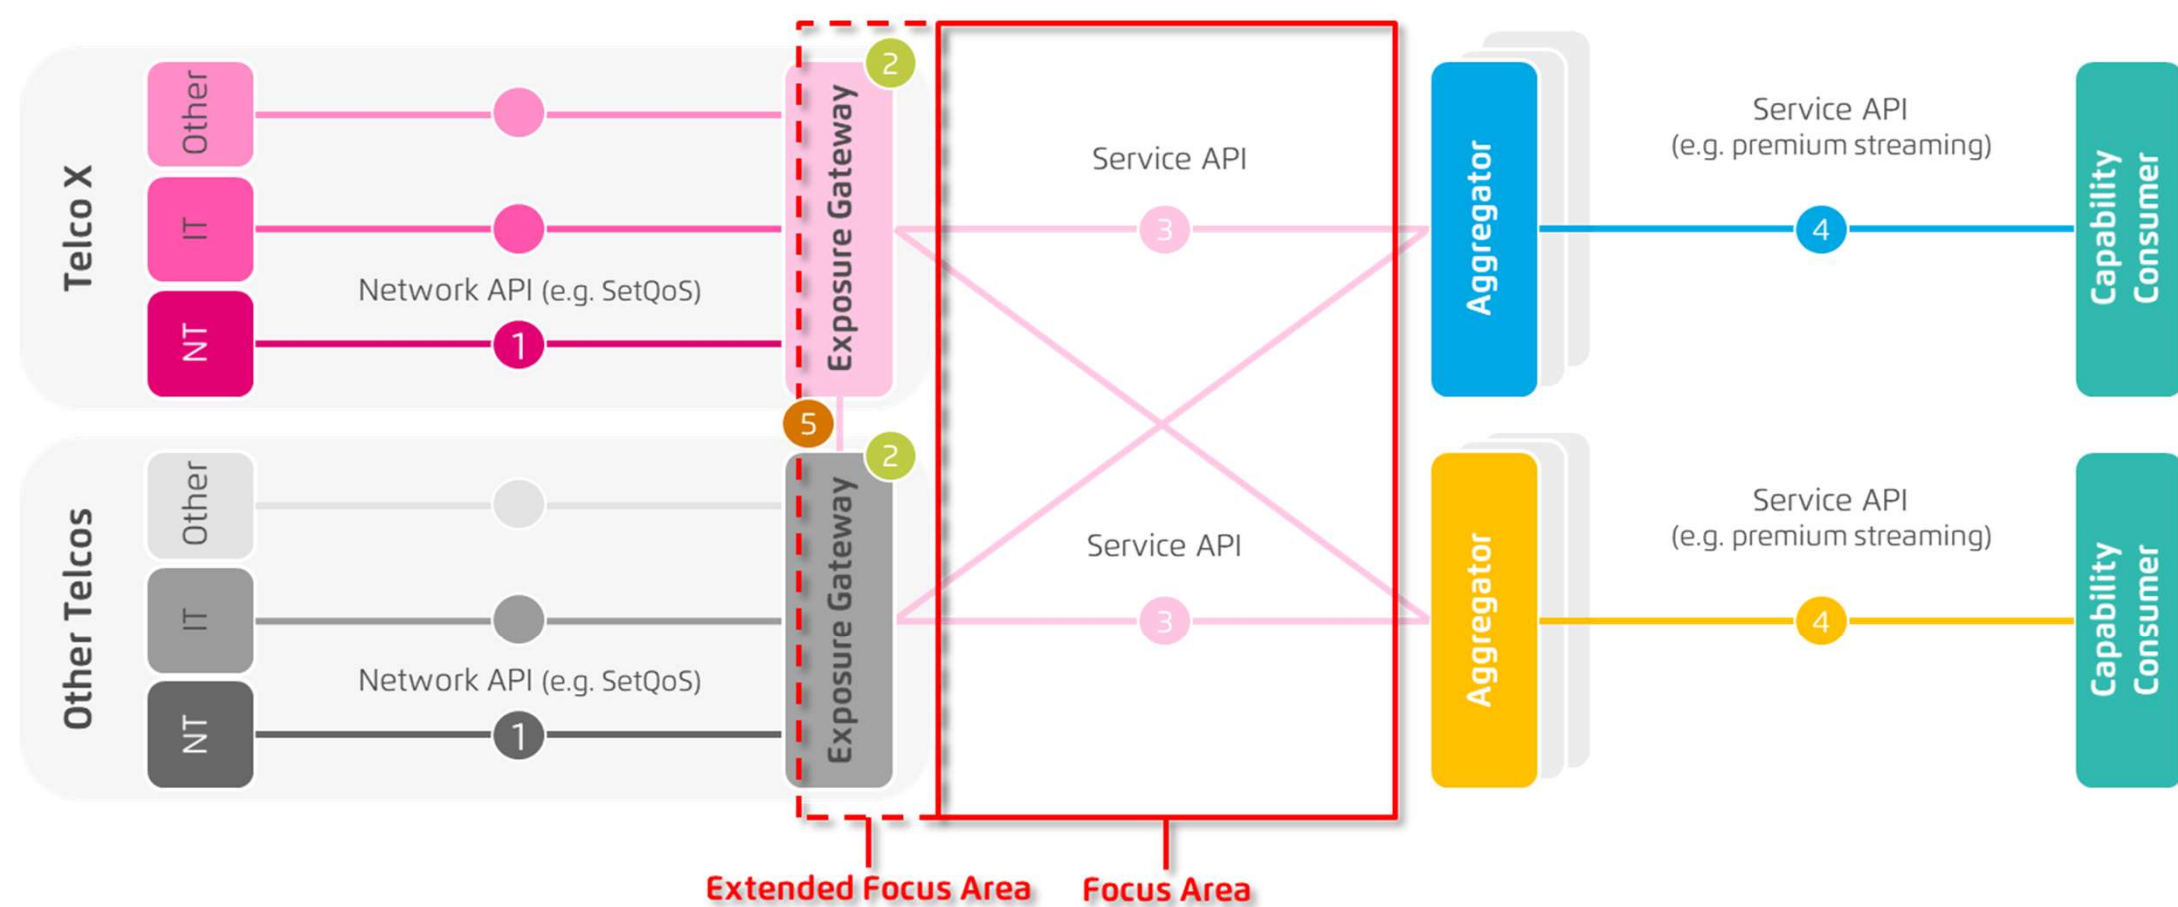 Telco X
Other
IT
NT
Network API (e.g. SetQoS)
1
Exposure Gateway
2
5
Service API
3
Aggregator
Service API
(e.g. premium streaming)
4
Capability
Consumer
Other Telcos
Other
IT
NT
Network API (e.g. SetQoS)
1
Exposure Gateway
2
Service API
3
Aggregator
Service API
(e.g. premium streaming)
4
Capability
Consumer
Extended Focus Area
Focus Area